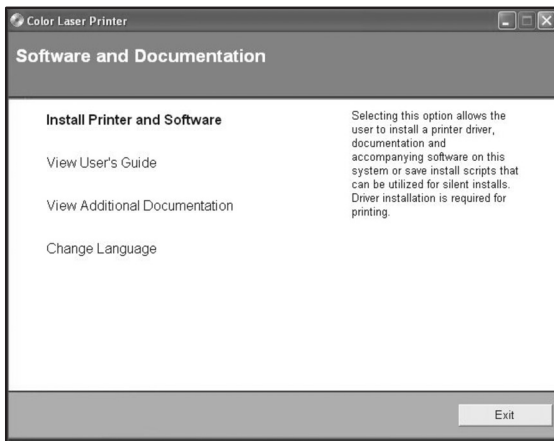 Color Laser Printer
Software and Documentation
Install Printer and Software
View User's Guide
View Additional Documentation
Change Language
Selecting this option allows the
user to install a printer driver,
documentation and
accompanying software on this
system or save install scripts that
can be utilized for silent installs.
Driver installation is required for
printing.
Exit